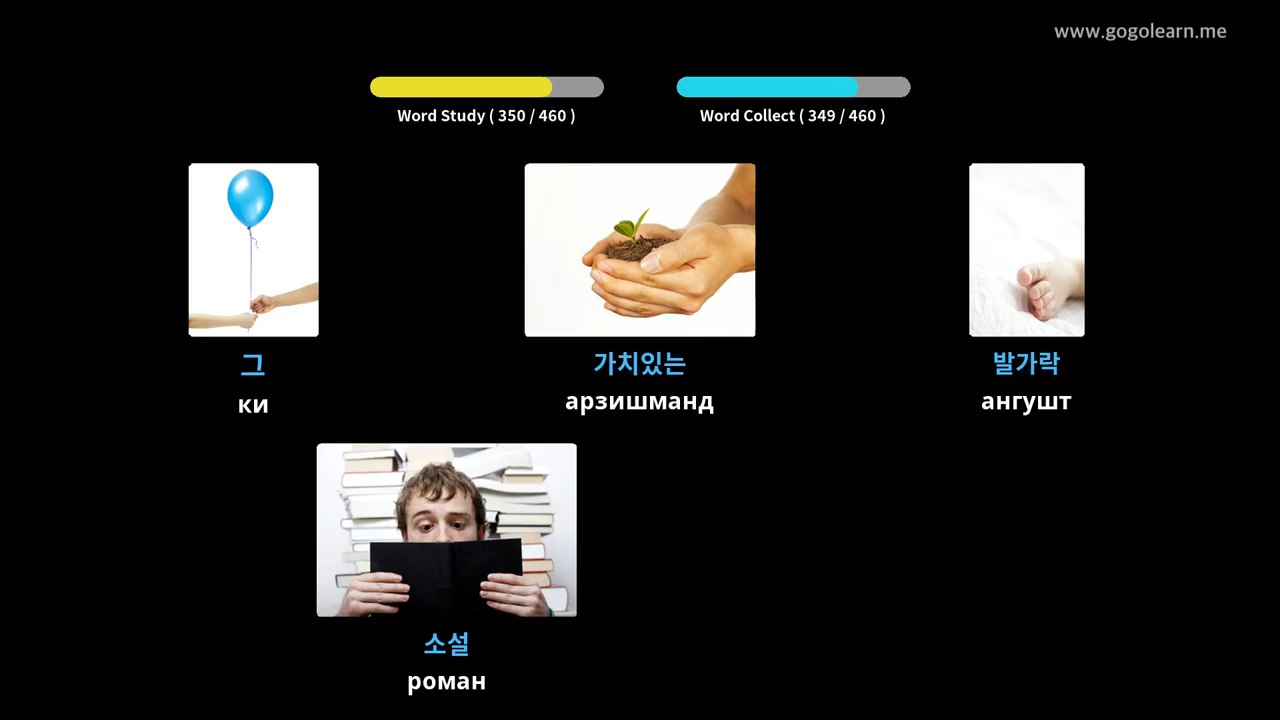 www.gogolearn.me
Word Study ( 350 / 460 )
Word Collect ( 349 / 460 )
그
ки
가치있는
арзишманд
발가락
ангушт
소설
роман